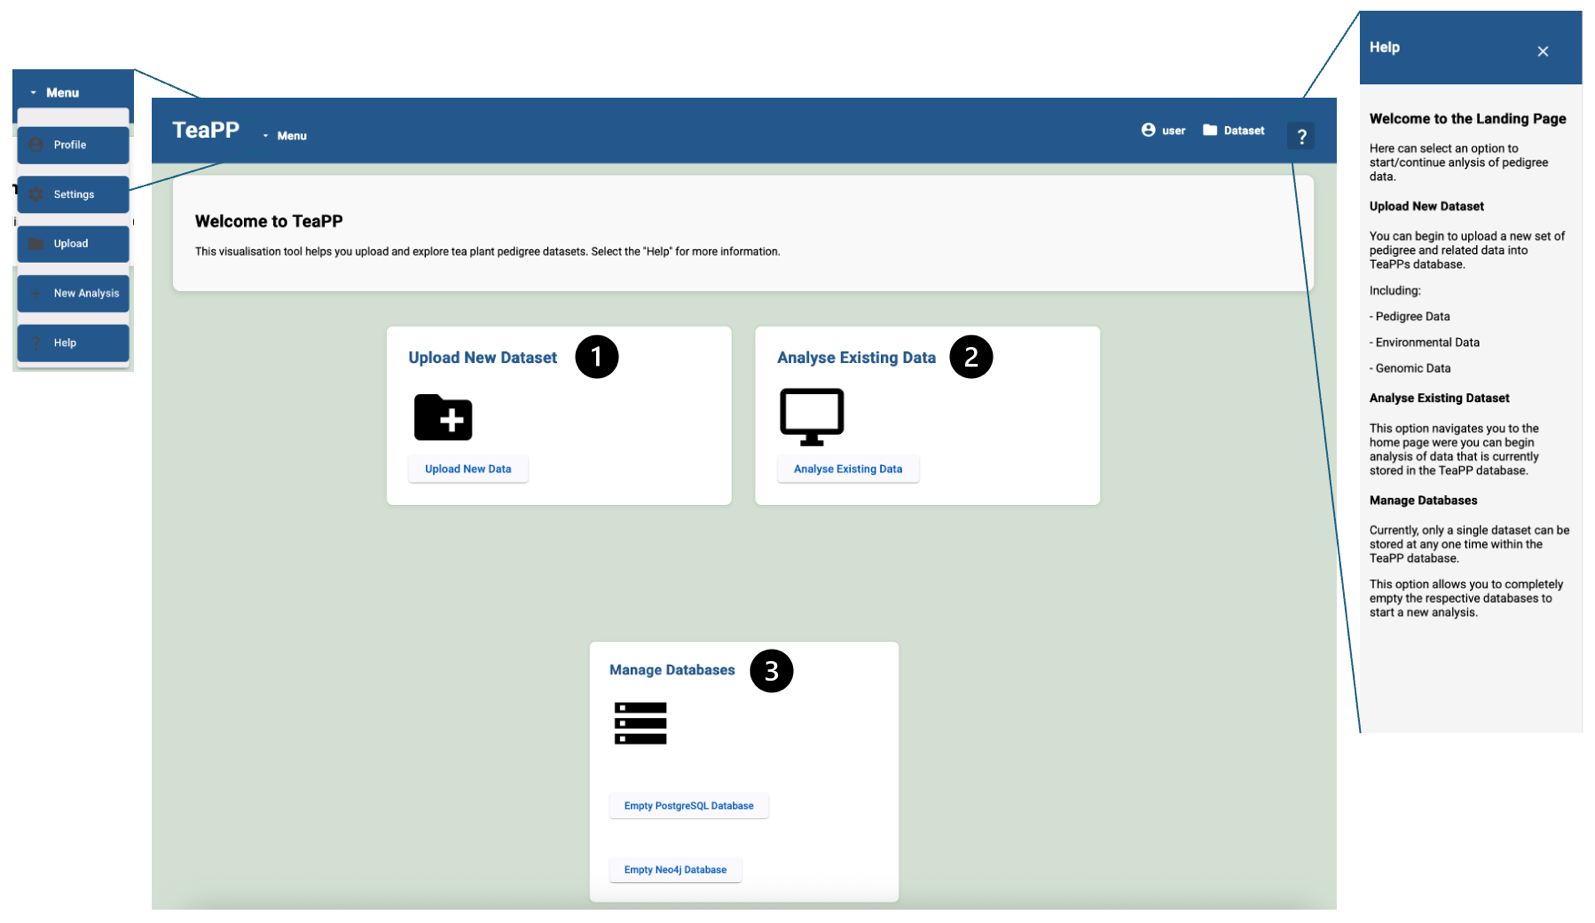 Menu
Profile
Settings
Upload
New Analysis
? Help
TeaPP
Menu
user
Dataset
?
Welcome to TeaPP
This visualisation tool helps you upload and explore tea plant pedigree datasets. Select the "Help" for more information.
Upload New Dataset 1
Upload New Data
Analyse Existing Data 2
Analyse Existing Data
Manage Databases 3
Empty PostgreSQL Database
Empty Neo4j Database
Help
Welcome to the Landing Page
Here can select an option to
start/continue anlysis of pedigree
data.
Upload New Dataset
You can begin to upload a new set of
pedigree and related data into
TeaPPs database.
Including:
- Pedigree Data
- Environmental Data
- Genomic Data
Analyse Existing Dataset
This option navigates you to the
home page were you can begin
analysis of data that is currently
stored in the TeaPP database.
Manage Databases
Currently, only a single dataset can be
stored at any one time within the
TeaPP database.
This option allows you to completely
empty the respective databases to
start a new analysis.